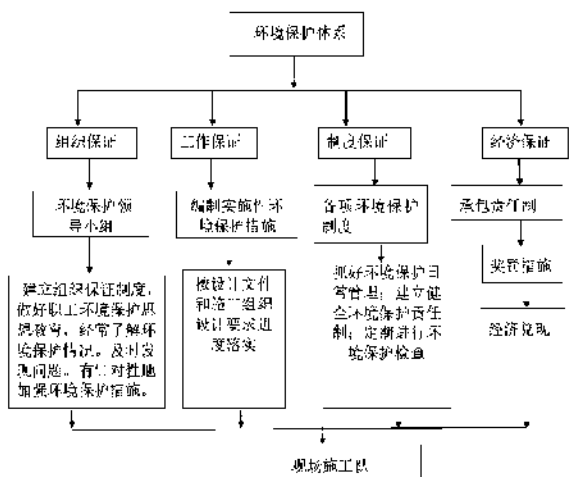 环境保护体系
组织保证
工作保证
制度保证
经济保证
环境保护领
导小组
编制实施性环
境保护措施
各项环境保护
制度
承包责任制
建立组织保证制度，
做好职工环境保护思
想教育，经常了解环
境保护情况。及时发
现问题。有针对性地
加强环境保护措施。
按设计文件
和施工组织
设计要求进
度落实
抓好环境保护日
常管理；建立健
全环境保护责任
制；定期进行环
境保护检查
奖罚措施
经济兑现
现场施工队